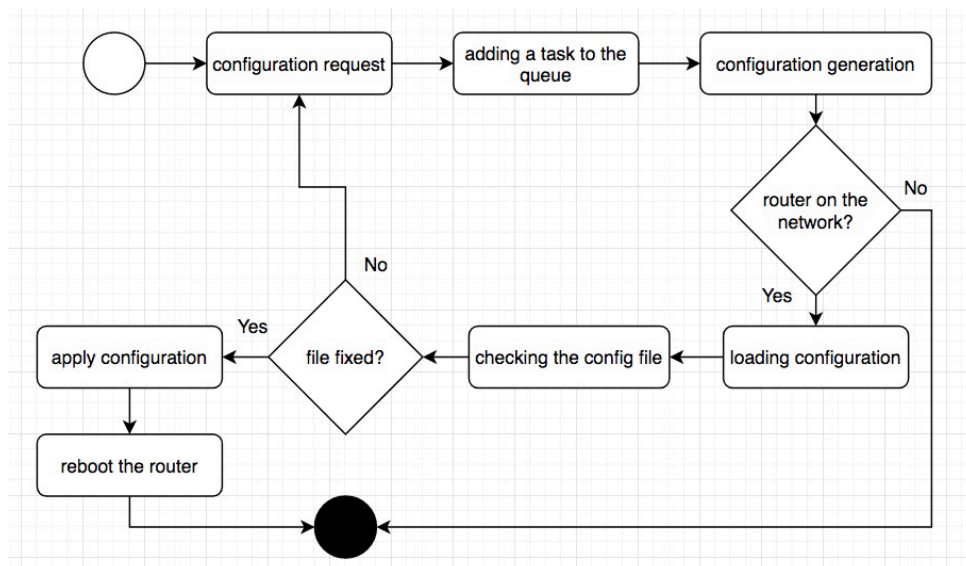 configuration request
adding a task to the
queue
configuration generation
router on the
network?
No
Yes
No
Yes
file fixed?
apply configuration
checking the config file
loading configuration
reboot the router